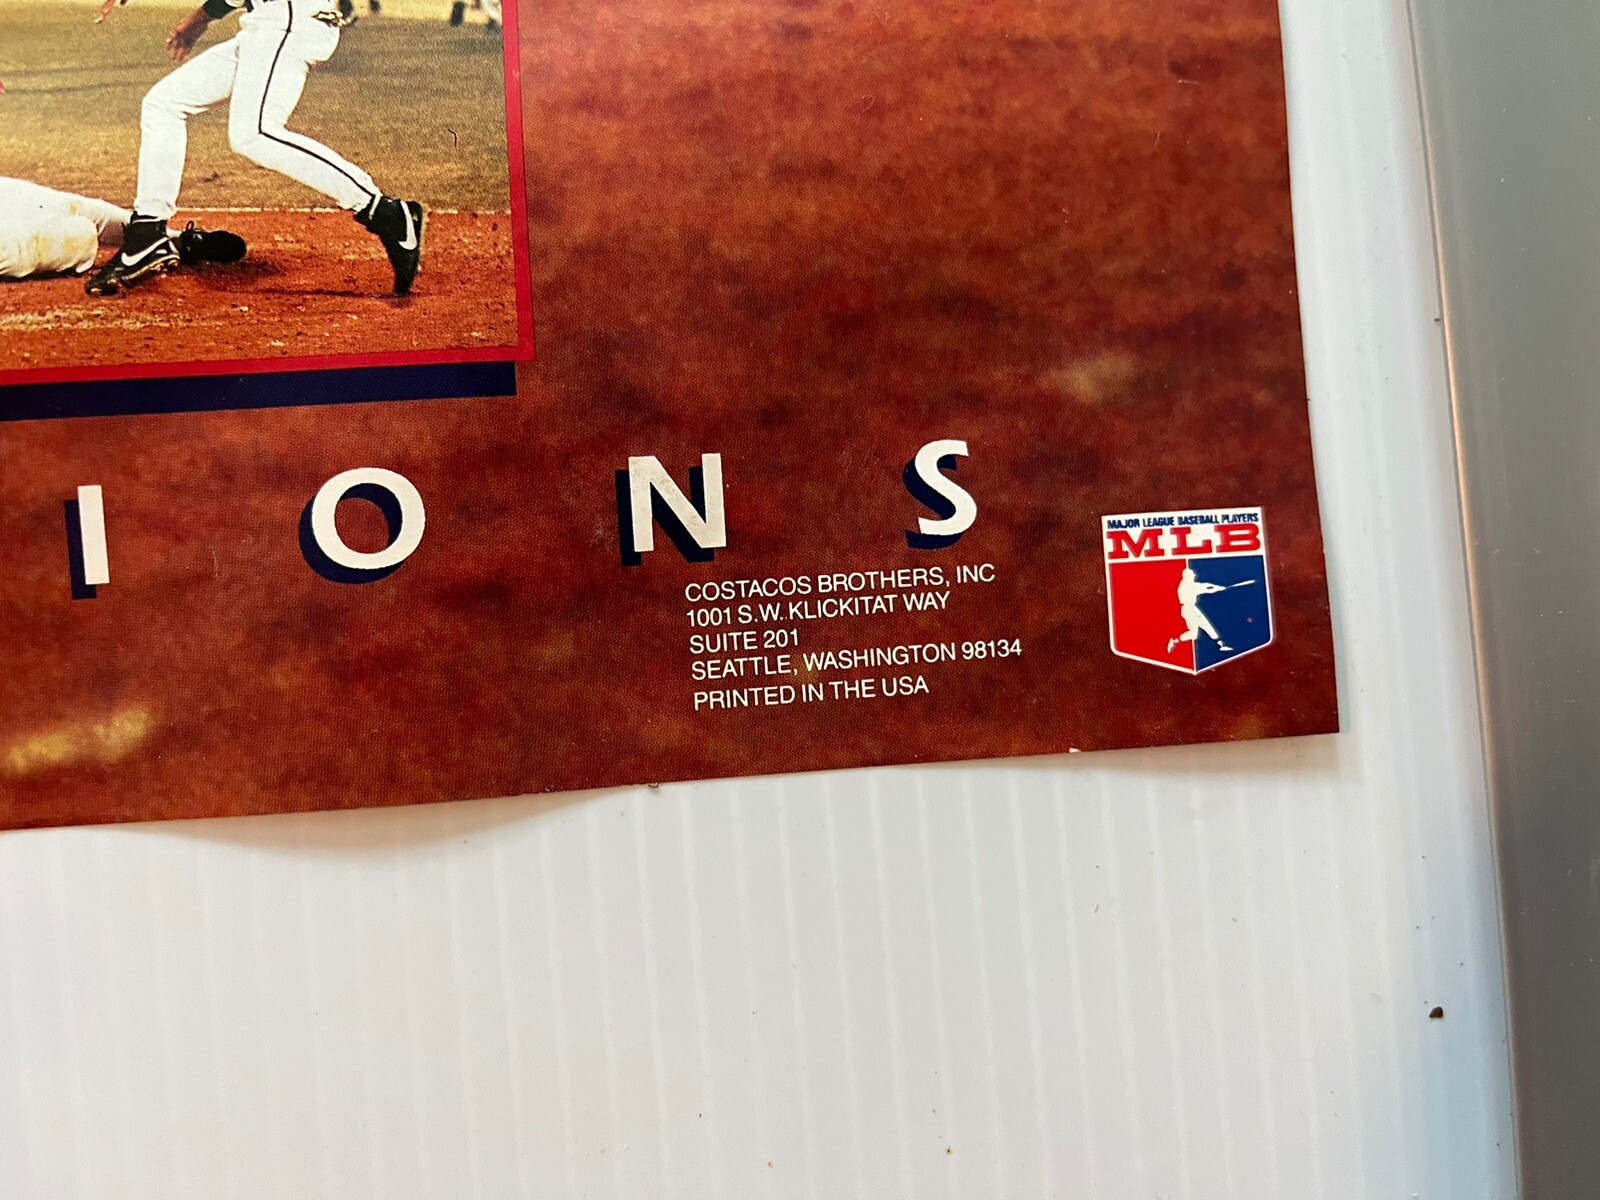 I O N S
COSTACOS BROTHERS, INC
1001 S.W. KLICKITAT WAY
SUITE 201
SEATTLE, WASHINGTON 98134
PRINTED IN THE USA
MAJOR LEAGUE BASEBALL PLAYERS
MLB